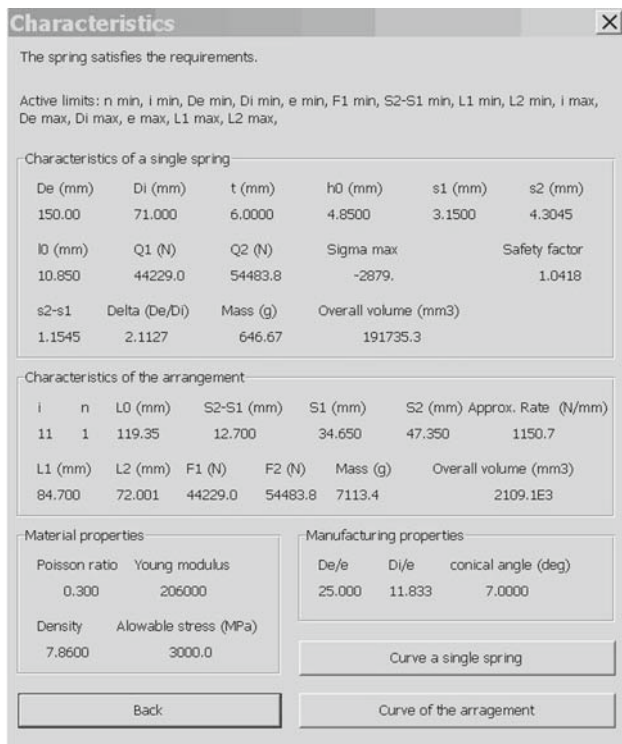 Characteristics
The spring satisfies the requirements.
Active limits: n min, i min, De min, Di min, e min, F1 min, S2-S1 min, L1 min, L2 min, i max,
De max, Di max, e max, L1 max, L2 max,
Characteristics of a single spring
De (mm) Di (mm) t (mm) h0 (mm) s1 (mm) s2 (mm)
150.00 71.000 6.0000 4.8500 3.1500 4.3045
l0 (mm) Q1 (N) Q2 (N) Sigma max Safety factor
10.850 44229.0 54483.8 -2879. 1.0418
s2-s1 Delta (De/Di) Mass (g) Overall volume (mm3)
1.1545 2.1127 646.67 191735.3
Characteristics of the arrangement
i n L0 (mm) S2-S1 (mm) S1 (mm) S2 (mm) Approx. Rate (N/mm)
11 1 119.35 12.700 34.650 47.350 1150.7
L1 (mm) L2 (mm) F1 (N) F2 (N) Mass (g) Overall volume (mm3)
84.700 72.001 44229.0 54483.8 7113.4 2109.1E3
Material properties
Poisson ratio Young modulus
0.300 206000
Density Alowable stress (MPa)
7.8600 3000.0
Manufacturing properties
De/e Di/e conical angle (deg)
25.000 11.833 7.0000
Curve a single spring
Back
Curve of the arragement